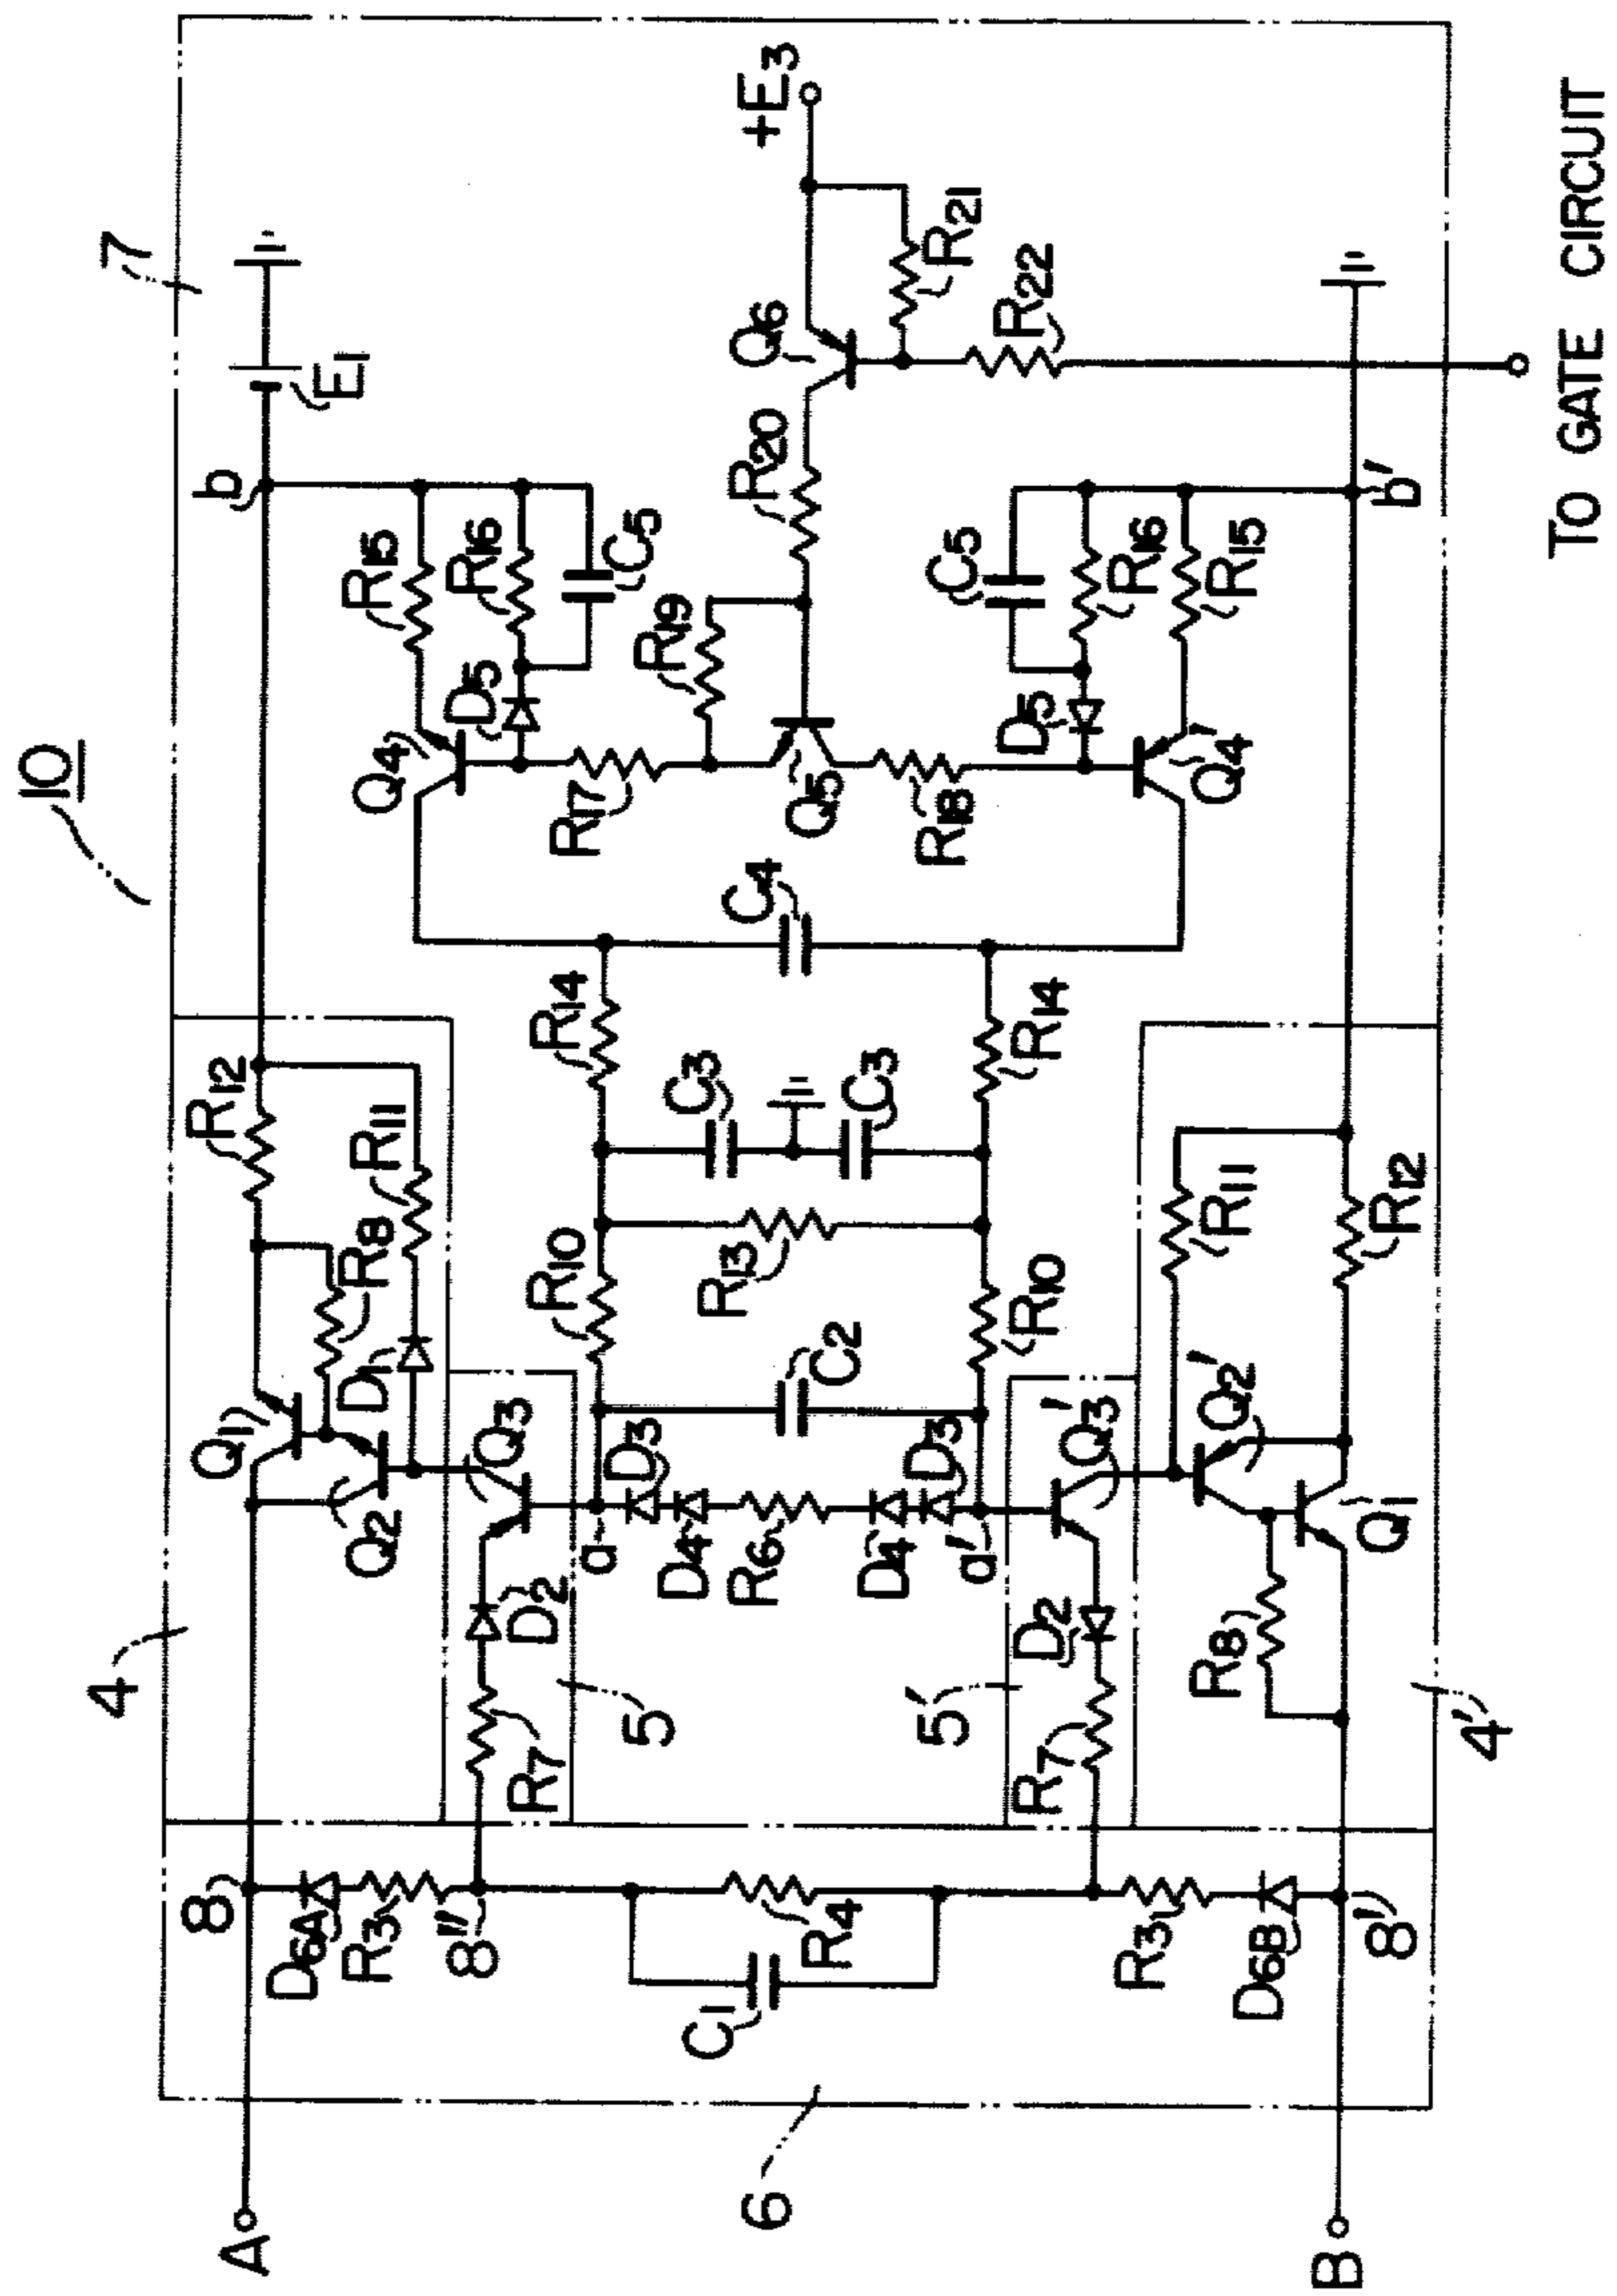 10
7
+E3
b
E1
R15
R16
C5
Q4
D5
R17
R19
R20
Q6
R21
R22
Q5
R18
D5
C5
R16
R15
Q4'
b'
TO GATE CIRCUIT
C4
R12
R11
R8
D1
Q1
Q2
Q3
R14
C3
C3
R14
R10
R13
R10
C2
D3
D4
R6
D4
D3
a
a'
Q3'
Q2'
R11
R12
Q1'
R8
D2
R7
5
5'
D2
R7
4
4'
8
D6A
R3
8"
C1
R4
R3
D6B
8'
6
A
B